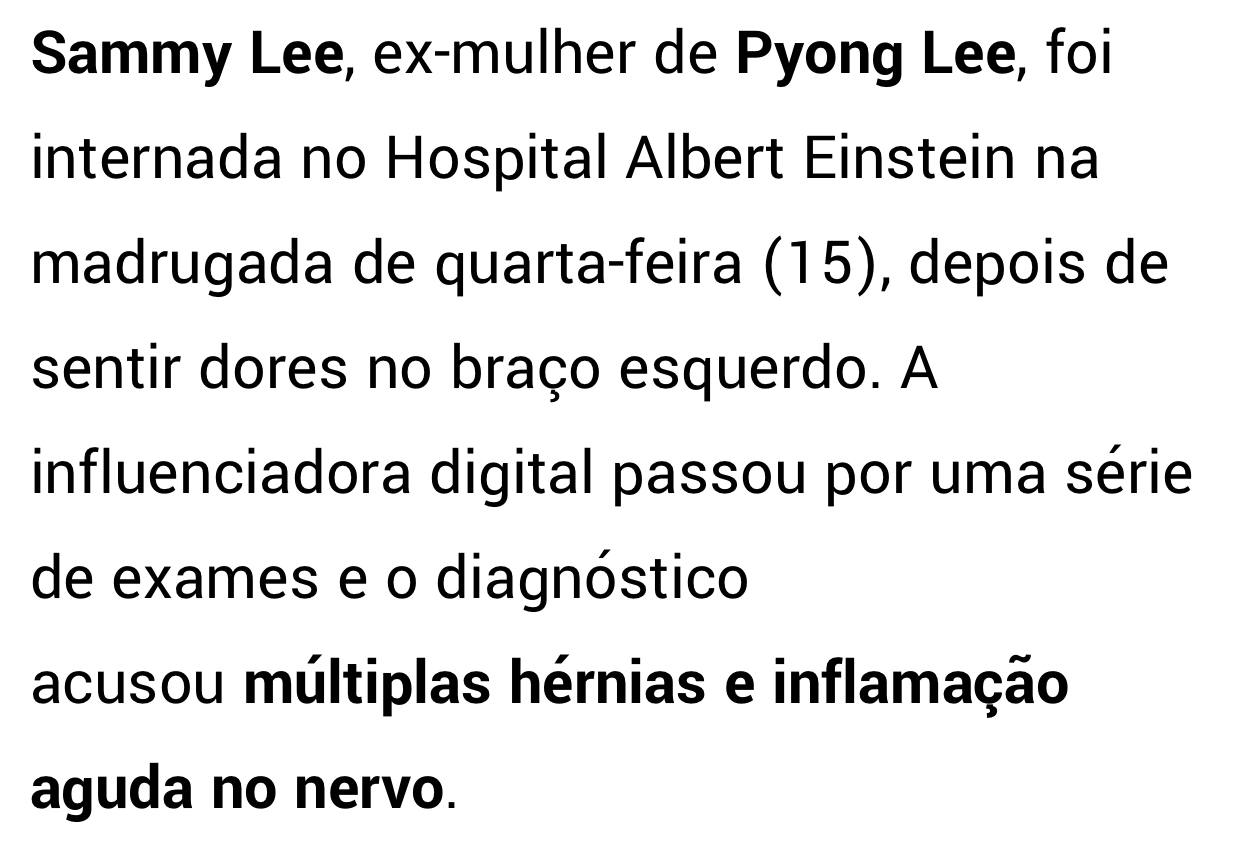 Sammy Lee, ex-mulher de Pyong Lee, foi
internada no Hospital Albert Einstein na
madrugada de quarta-feira (15), depois de
sentir dores no braço esquerdo. A
influenciadora digital passou por uma série
de exames e o diagnóstico
acusou múltiplas hérnias e inflamação
aguda no nervo.